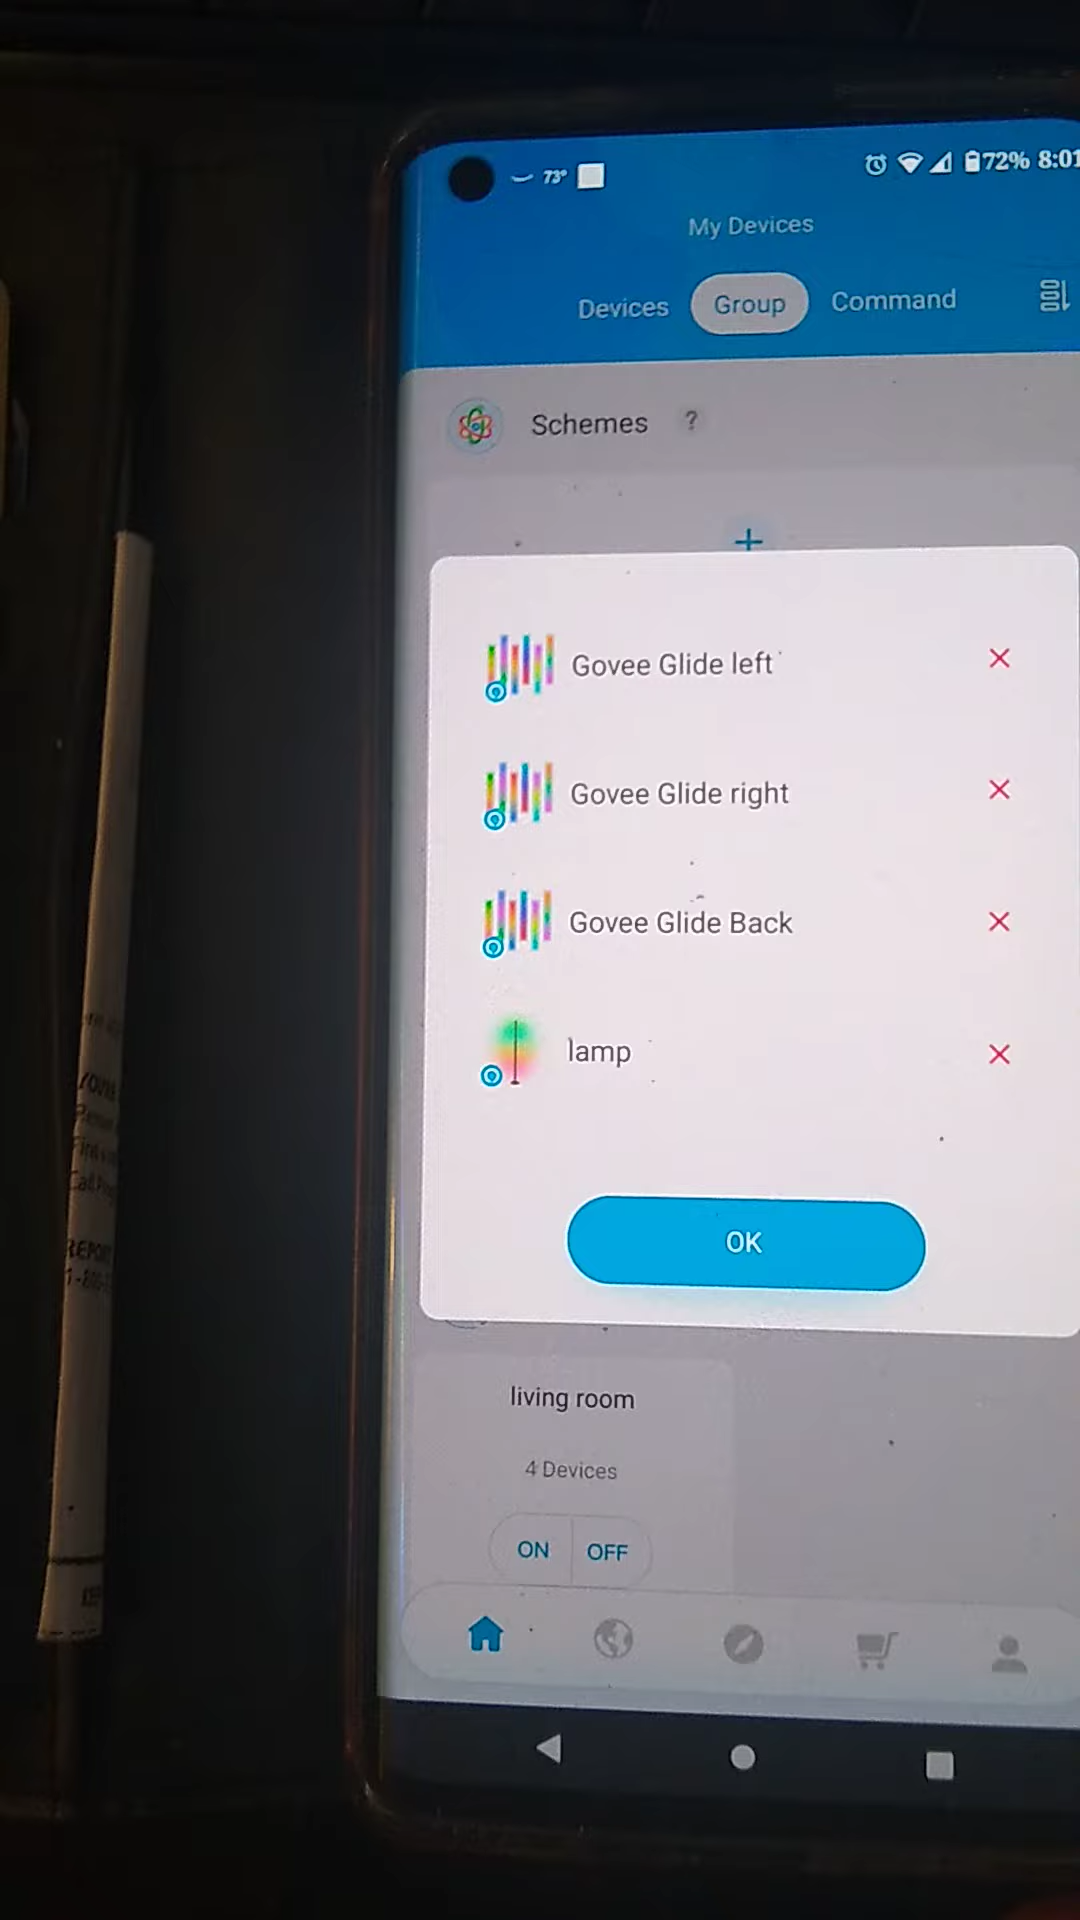 73°
72% 8:01
My Devices
Devices
Group
Command
Schemes ?
+
Govee Glide left
Govee Glide right
Govee Glide Back
lamp
OK
living room
4 Devices
ON OFF